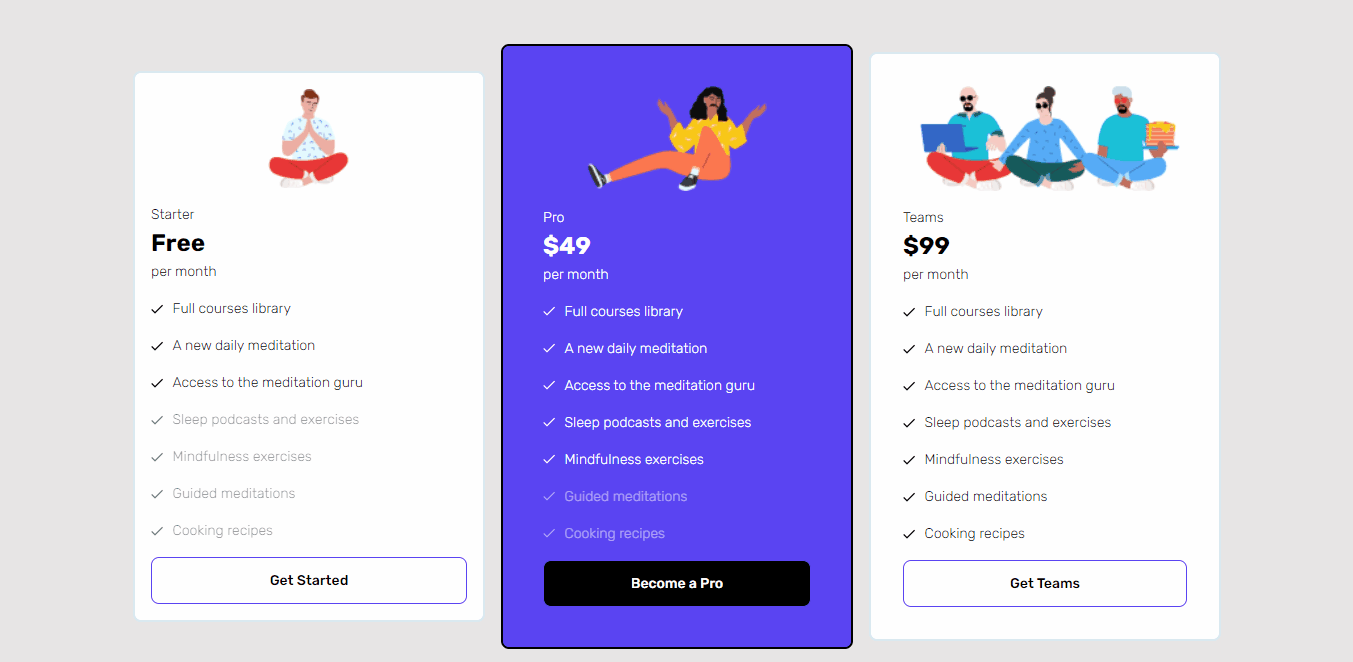 Starter
Free
per month
Full courses library
A new daily meditation
Access to the meditation guru
Sleep podcasts and exercises
Mindfulness exercises
Guided meditations
Cooking recipes
Get Started
Pro
$49
per month
Full courses library
A new daily meditation
Access to the meditation guru
Sleep podcasts and exercises
Mindfulness exercises
Guided meditations
Cooking recipes
Become a Pro
Teams
$99
per month
Full courses library
A new daily meditation
Access to the meditation guru
Sleep podcasts and exercises
Mindfulness exercises
Guided meditations
Cooking recipes
Get Teams